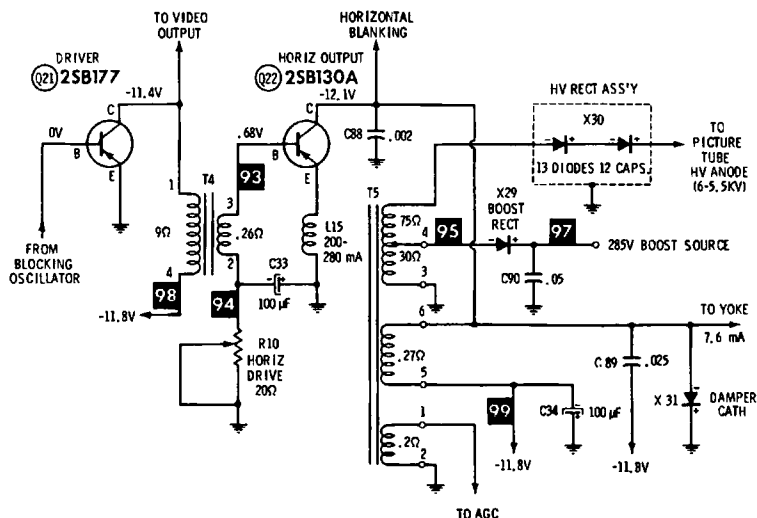 TO VIDEO
OUTPUT
HORIZONTAL
BLANKING
DRIVER
Q21 2SB177
HORIZ OUTPUT
Q22 2SB130A
HV RECT ASS'Y
X30
13 DIODES 12 CAPS.
TO
PICTURE
TUBE
HV ANODE
(6-5.5KV)
-11.4V
-12.1V
C
C
0V
B
E
.68V
B
E
C88
.002
93
1
T4
3
9Ω
.26Ω
4
2
L15
200-
280 mA
T5
75Ω
4
30Ω
3
95
X29
BOOST
RECT
97
285V BOOST SOURCE
C90
.05
FROM
BLOCKING
OSCILLATOR
98
-11.8V
94
C33
100 µF
R10
HORIZ
DRIVE
20Ω
6
.27Ω
5
TO YOKE
7.6 mA
C89
.025
X 31
DAMPER
CATH
99
C34
100 µF
1
.2Ω
2
-11.8V
-11.8V
TO AGC